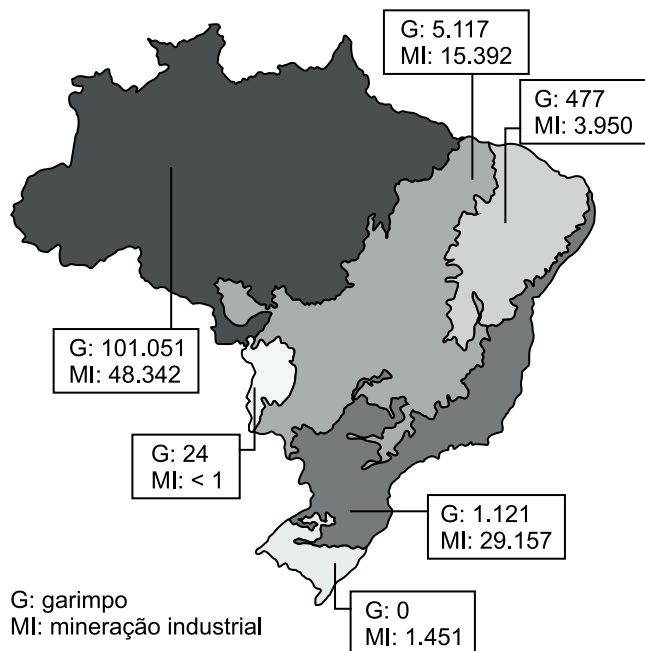 G: 5.117
MI: 15.392
G: 477
MI: 3.950
G: 101.051
MI: 48.342
G: 24
MI: < 1
G: 1.121
MI: 29.157
G: garimpo
MI: mineração industrial
G: 0
MI: 1.451